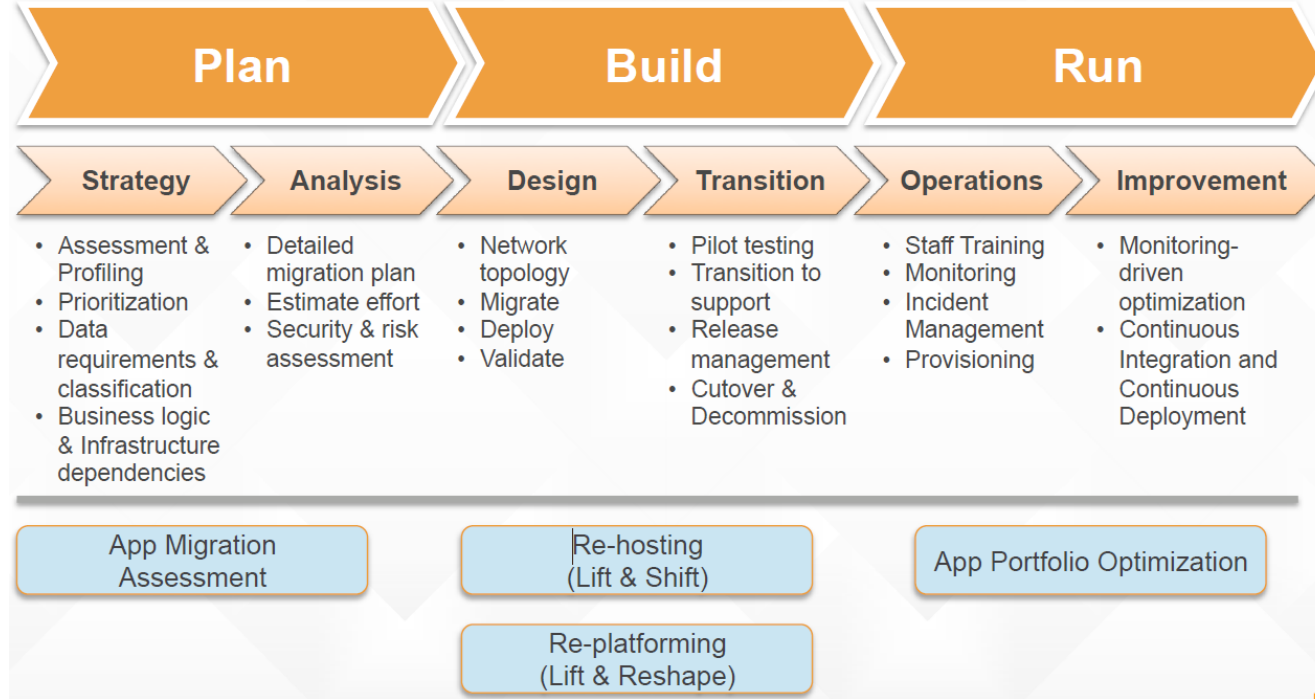 Plan
Build
Run
Strategy
Analysis
Design
Transition
Operations
Improvement
• Assessment &
Profiling
• Prioritization
• Data
requirements &
classification
• Business logic
& Infrastructure
dependencies
• Detailed
migration plan
• Estimate effort
• Security & risk
assessment
• Network
topology
• Migrate
• Deploy
• Validate
• Pilot testing
• Transition to
support
• Release
management
• Cutover &
Decommission
• Staff Training
• Monitoring
• Incident
Management
• Provisioning
• Monitoring-
driven
optimization
• Continuous
Integration and
Continuous
Deployment
App Migration
Assessment
Re-hosting
(Lift & Shift)
App Portfolio Optimization
Re-platforming
(Lift & Reshape)